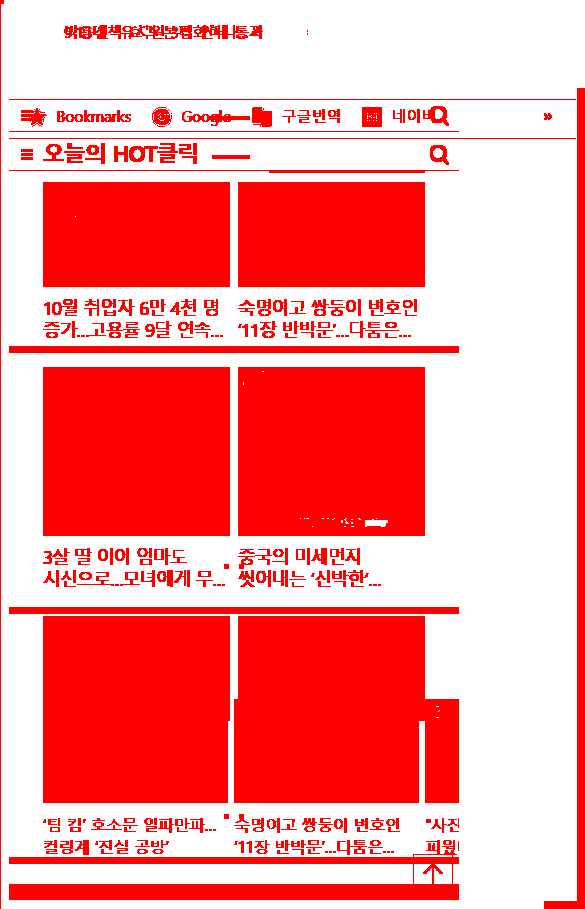 Bookmarks Google 구글번역 네이버
»
오늘의 HOT클릭
10월 취업자 6만 4천 명
증가...고용률 9달 연속...
숙명여고 쌍둥이 변호인
'11장 반박문'...다툼은...
3살 딸 이어 엄마도
시신으로...모녀에게 무...
중국의 미세먼지
씻어내는 '신박한'...
'팀 킴' 호소문 일파만파...
컬링계 '진실 공방'
숙명여고 쌍둥이 변호인
'11장 반박문'...다툼은...
"사진